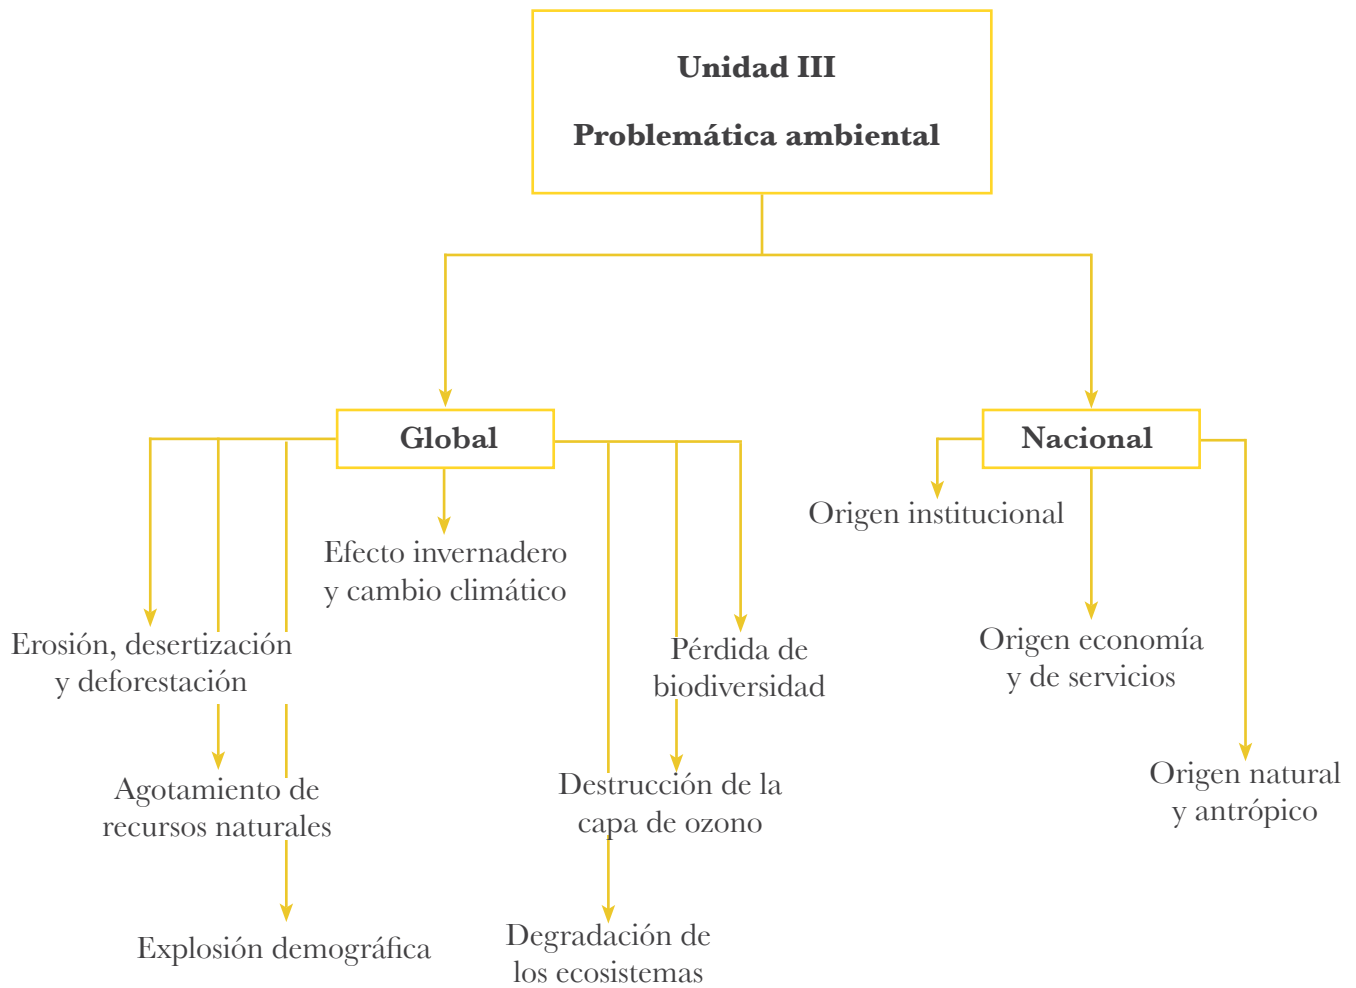 Unidad III
Problemática ambiental
Global
Nacional
Origen institucional
Efecto invernadero
y cambio climático
Erosión, desertización
y deforestación
Pérdida de
biodiversidad
Origen economía
y de servicios
Agotamiento de
recursos naturales
Destrucción de la
capa de ozono
Origen natural
y antrópico
Explosión demográfica
Degradación de
los ecosistemas